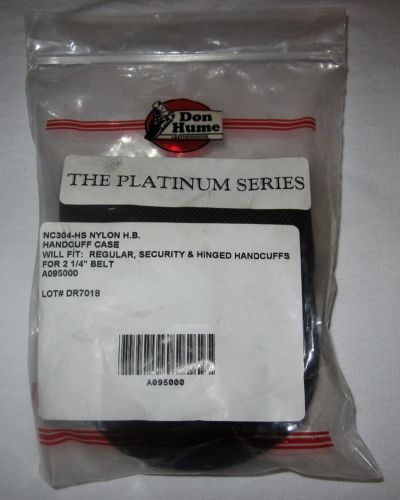 Don
Hume
LEATHERGOODS
THE PLATINUM SERIES
NC304-HS NYLON H.B.
HANDCUFF CASE
WILL FIT: REGULAR, SECURITY & HINGED HANDCUFFS
FOR 2 1/4" BELT
A095000
LOT# DR7018
A095000